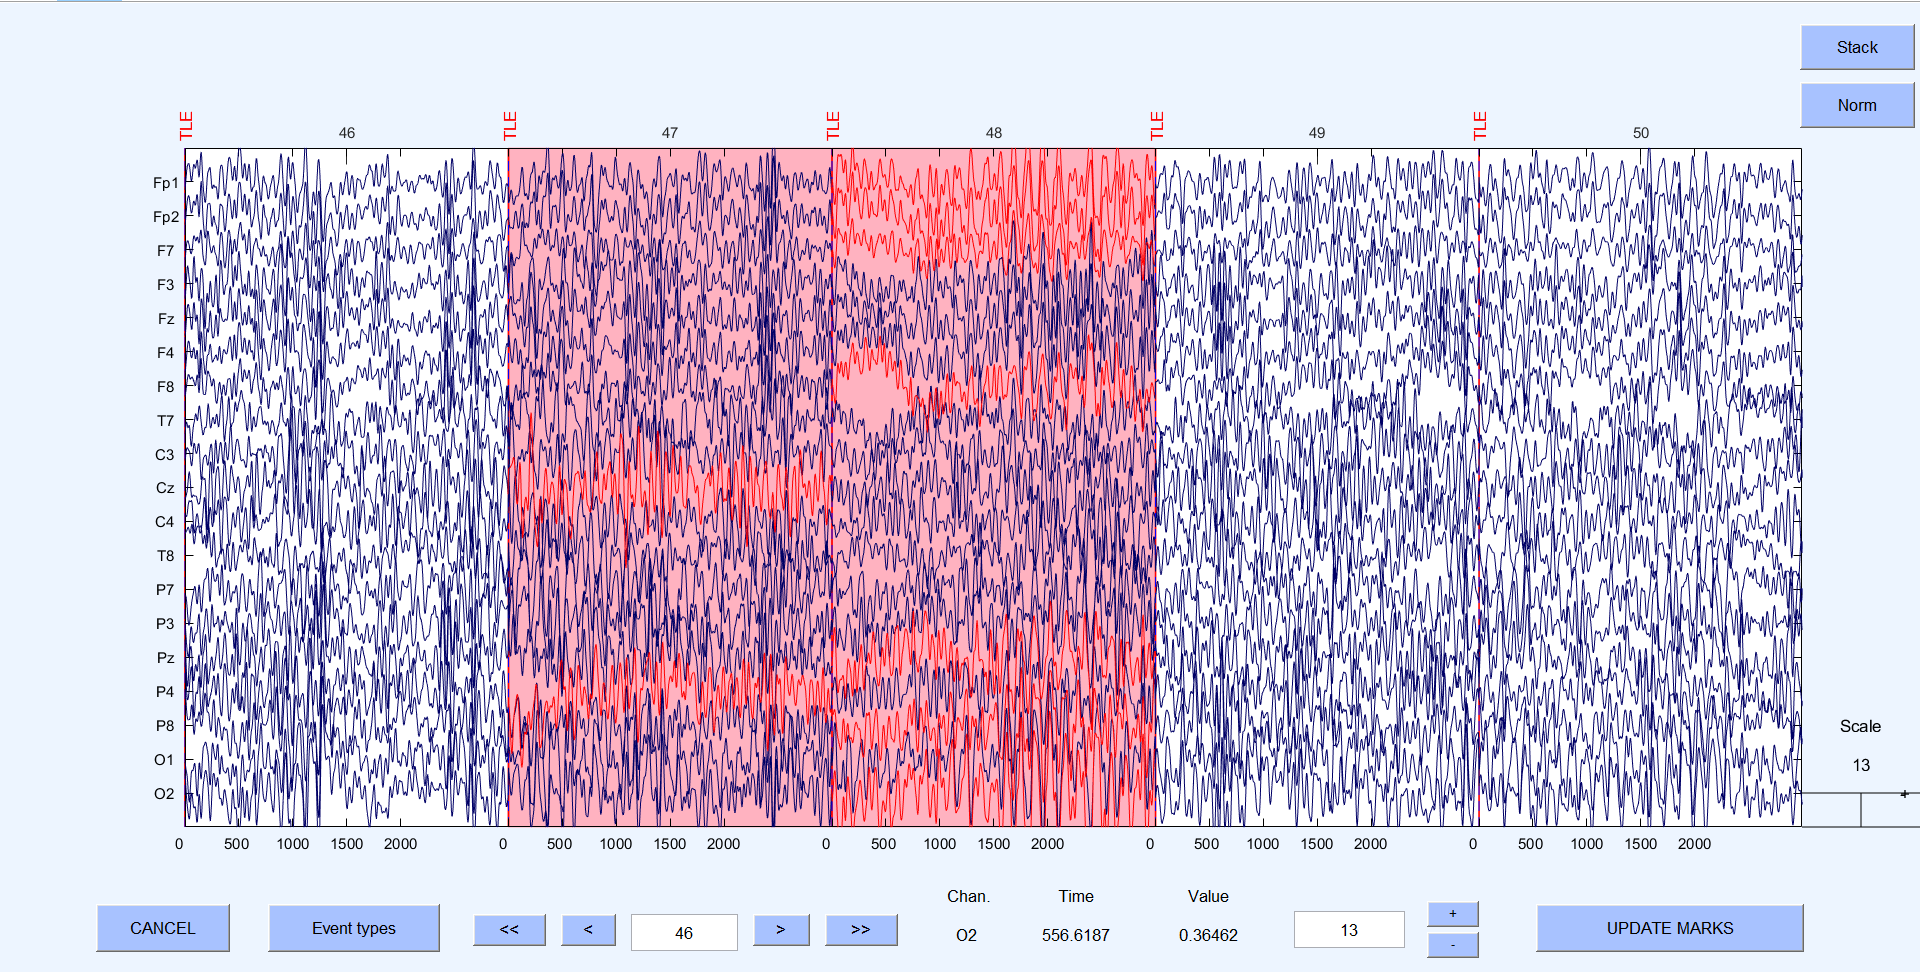 Stack
Norm
TLE 46 TLE 47 TLE 48 TLE 49 TLE 50
Fp1
Fp2
F7
F3
Fz
F4
F8
T7
C3
Cz
C4
T8
P7
P3
Pz
P4
P8
O1
O2
Scale
13
+
0 500 1000 1500 2000 0 500 1000 1500 2000 0 500 1000 1500 2000 0 500 1000 1500 2000 0 500 1000 1500 2000
Chan. Time Value
CANCEL Event types << < 46 > >> O2 556.6187 0.36462 13 + - UPDATE MARKS